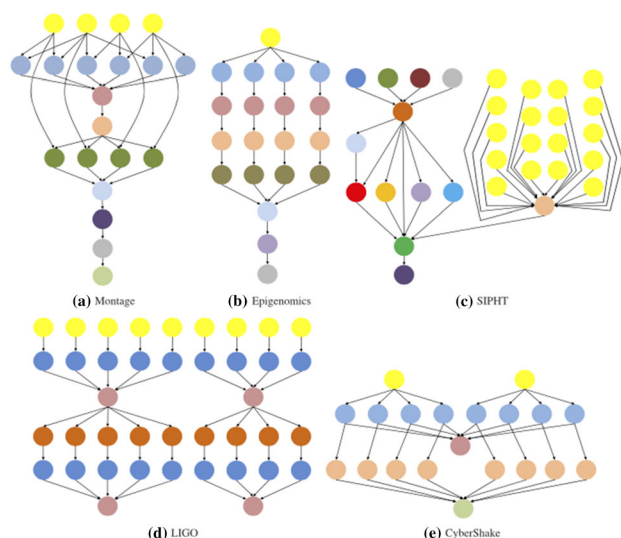 (a) Montage
(b) Epigenomics
(c) SIPHT
(d) LIGO
(e) CyberShake